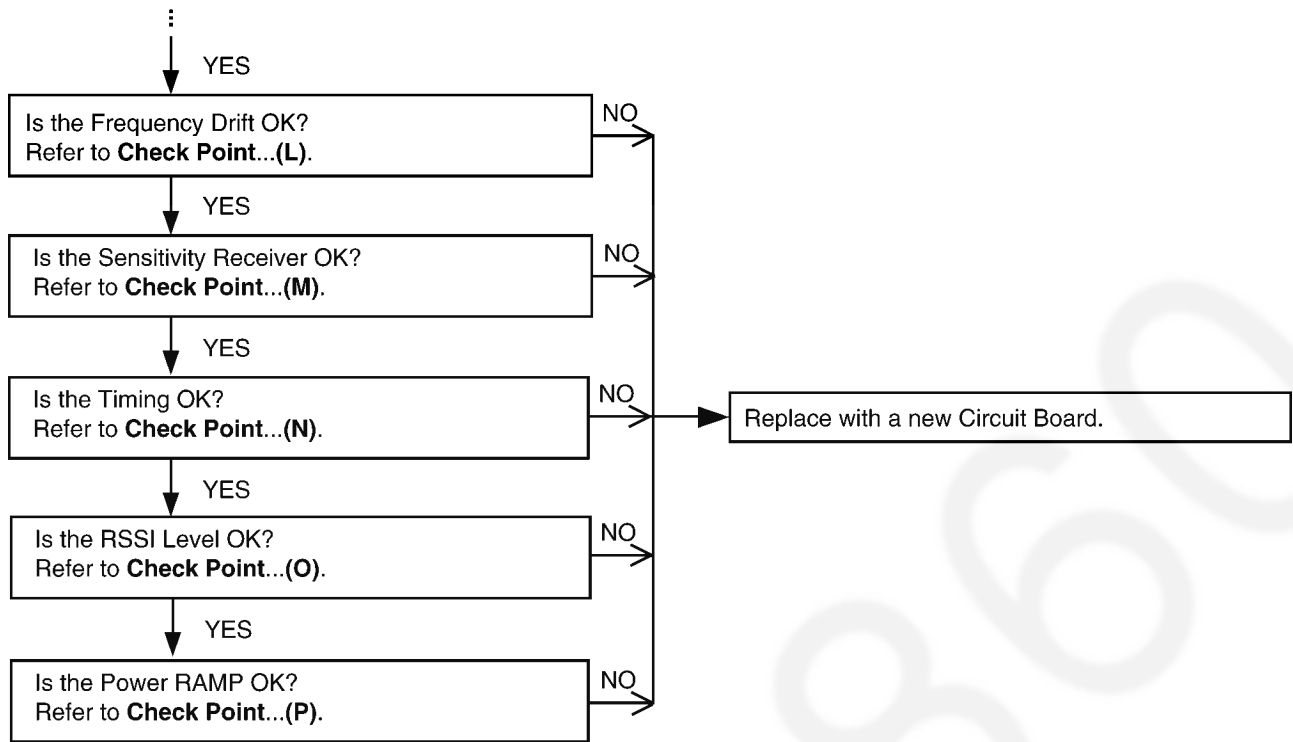 ⋮
YES
Is the Frequency Drift OK?
Refer to Check Point...(L).
NO
YES
Is the Sensitivity Receiver OK?
Refer to Check Point...(M).
NO
YES
Is the Timing OK?
Refer to Check Point...(N).
NO
Replace with a new Circuit Board.
YES
Is the RSSI Level OK?
Refer to Check Point...(O).
NO
YES
Is the Power RAMP OK?
Refer to Check Point...(P).
NO
860